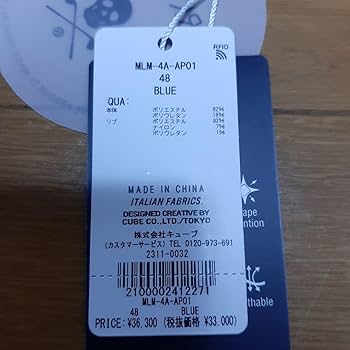 RFID
MLM-4A-AP01
48
BLUE
QUA:
本体 ポリエステル 82%
ポリウレタン 18%
リブ ポリエステル 92%
ナイロン 7%
ポリウレタン 1%
MADE IN CHINA
ITALIAN FABRICS.
DESIGNED CREATIVE BY
CUBE CO.,LTD./TOKYO
株式会社キューブ
(カスタマーサービス) TEL 0120-973-691
2311-0032
2100002412271
MLM-4A-AP01
48 BLUE
PRICE: ¥36,300 (税抜価格 ¥33,000)
ape
ention
thable